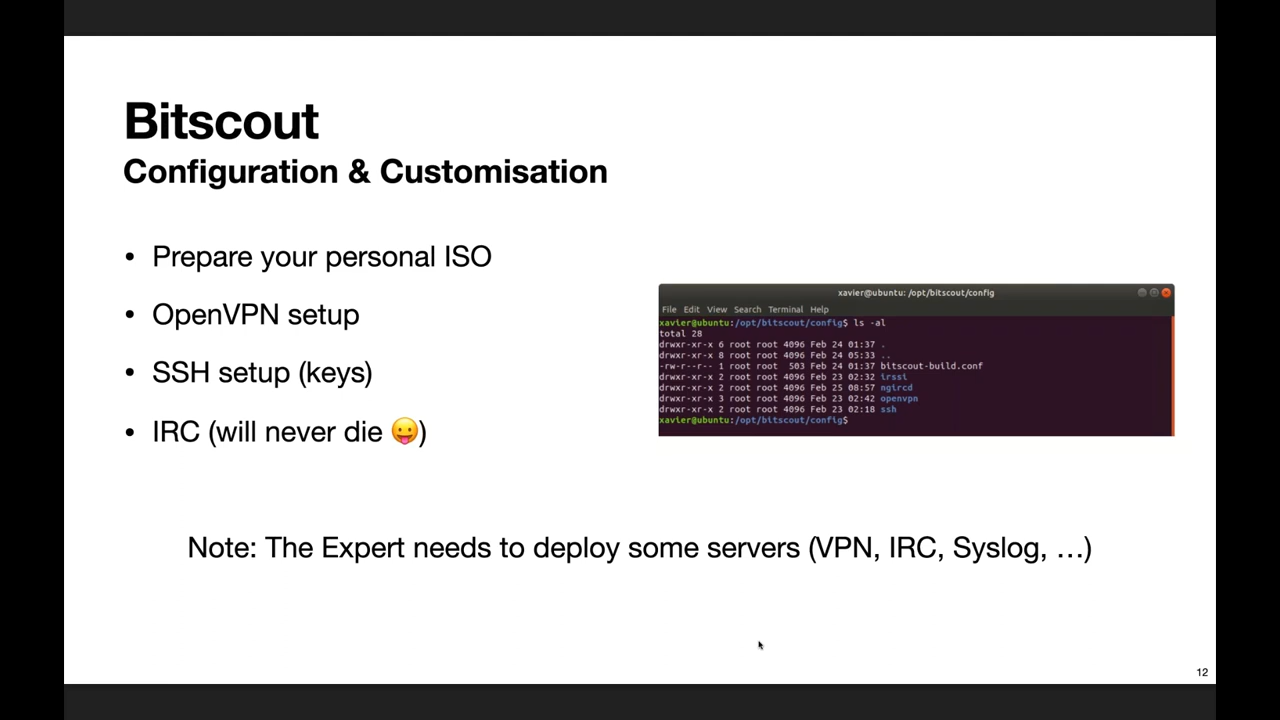 Bitscout
Configuration & Customisation
• Prepare your personal ISO
• OpenVPN setup
• SSH setup (keys)
• IRC (will never die 😛)
xavier@ubuntu: /opt/bitscout/config
File Edit View Search Terminal Help
xavier@ubuntu:/opt/bitscout/config$ ls -al
total 28
drwxr-xr-x 6 root root 4096 Feb 24 01:37 .
drwxr-xr-x 8 root root 4096 Feb 24 05:33 ..
-rw-r--r-- 1 root root  503 Feb 24 01:37 bitscout-build.conf
drwxr-xr-x 2 root root 4096 Feb 23 02:32 irssi
drwxr-xr-x 2 root root 4096 Feb 25 08:57 ngircd
drwxr-xr-x 3 root root 4096 Feb 23 02:42 openvpn
drwxr-xr-x 2 root root 4096 Feb 23 02:18 ssh
xavier@ubuntu:/opt/bitscout/config$
Note: The Expert needs to deploy some servers (VPN, IRC, Syslog, …)
12